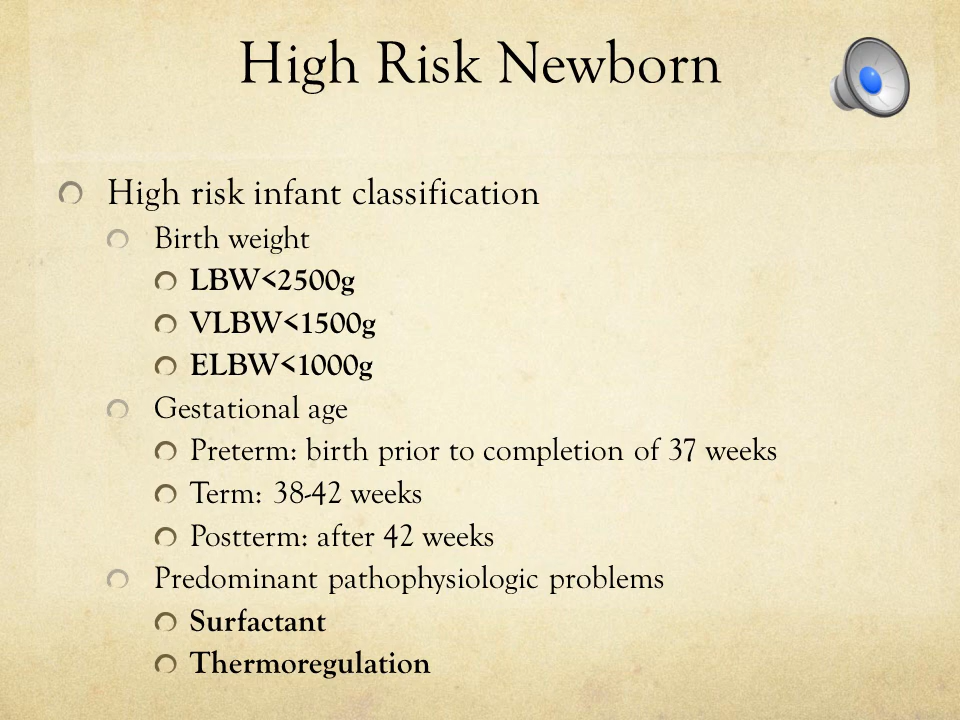 High Risk Newborn
High risk infant classification
Birth weight
LBW<2500g
VLBW<1500g
ELBW<1000g
Gestational age
Preterm: birth prior to completion of 37 weeks
Term: 38-42 weeks
Postterm: after 42 weeks
Predominant pathophysiologic problems
Surfactant
Thermoregulation